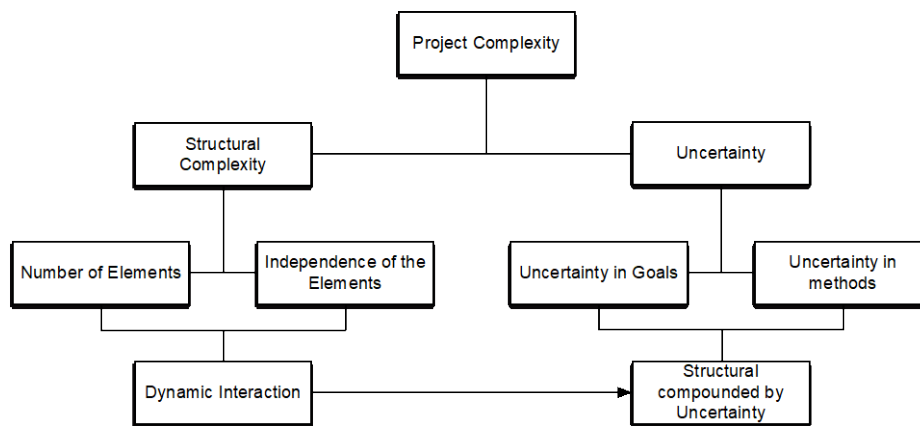 Project Complexity
Structural
Complexity
Uncertainty
Number of Elements
Independence of the
Elements
Uncertainty in Goals
Uncertainty in
methods
Dynamic Interaction
Structural
compounded by
Uncertainty